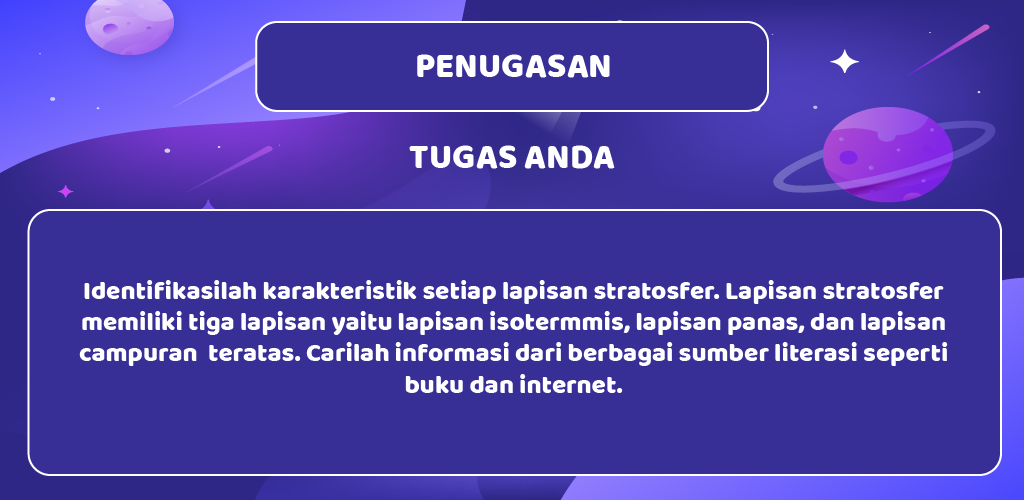 PENUGASAN
TUGAS ANDA
Identifikasilah karakteristik setiap lapisan stratosfer. Lapisan stratosfer
memiliki tiga lapisan yaitu lapisan isotermmis, lapisan panas, dan lapisan
campuran  teratas. Carilah informasi dari berbagai sumber literasi seperti
buku dan internet.